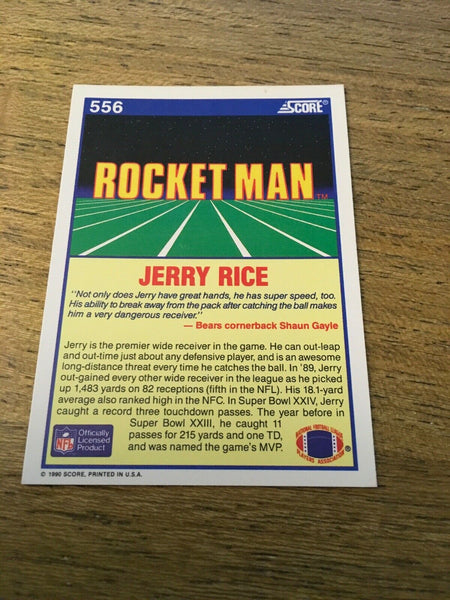 556
SCORE®
ROCKET MAN™
JERRY RICE
"Not only does Jerry have great hands, he has super speed, too.
His ability to break away from the pack after catching the ball makes
him a very dangerous receiver."
— Bears cornerback Shaun Gayle
Jerry is the premier wide receiver in the game. He can out-leap
and out-time just about any defensive player, and is an awesome
long-distance threat every time he catches the ball. In '89, Jerry
out-gained every other wide receiver in the league as he picked
up 1,483 yards on 82 receptions (fifth in the NFL). His 18.1-yard
average also ranked high in the NFC. In Super Bowl XXIV, Jerry
caught a record three touchdown passes. The year before in
Super Bowl XXIII, he caught 11
passes for 215 yards and one TD,
and was named the game's MVP.
NFL
Officially
Licensed
Product
NATIONAL FOOTBALL LEAGUE
PLAYERS ASSOCIATION
© 1990 SCORE, PRINTED IN U.S.A.